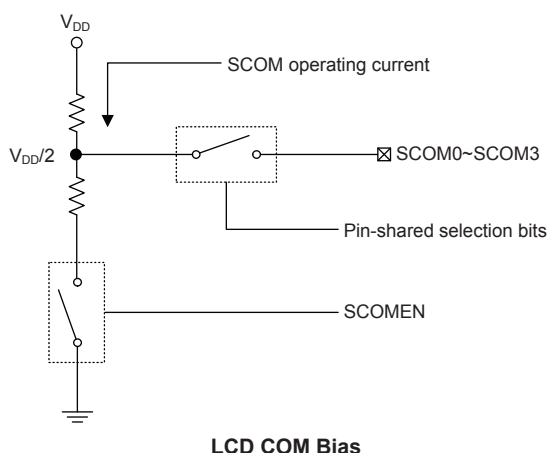 VDD
SCOM operating current
VDD/2
SCOM0~SCOM3
Pin-shared selection bits
SCOMEN
LCD COM Bias